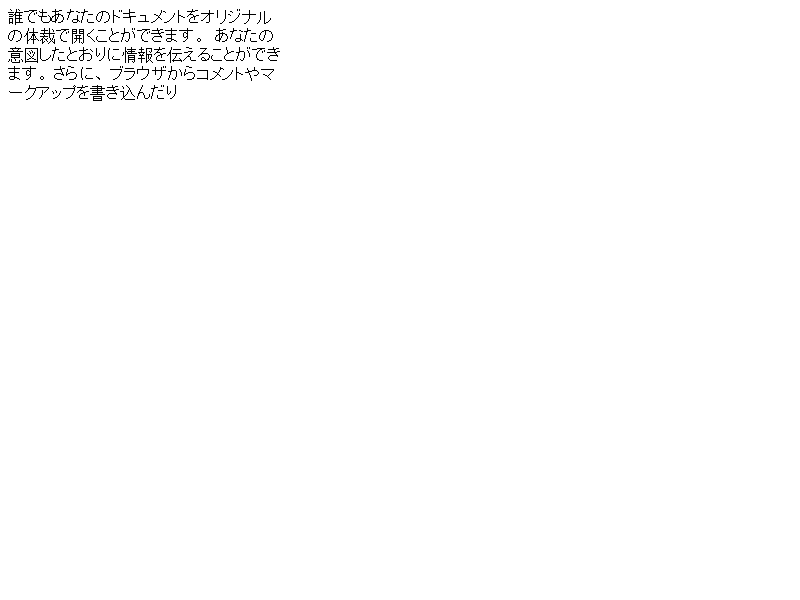 誰でもあなたのドキュメントをオリジナル
の体裁で開くことができます。 あなたの
意図したとおりに情報を伝えることができ
ます。さらに、ブラウザからコメントやマ
ークアップを書き込んだり